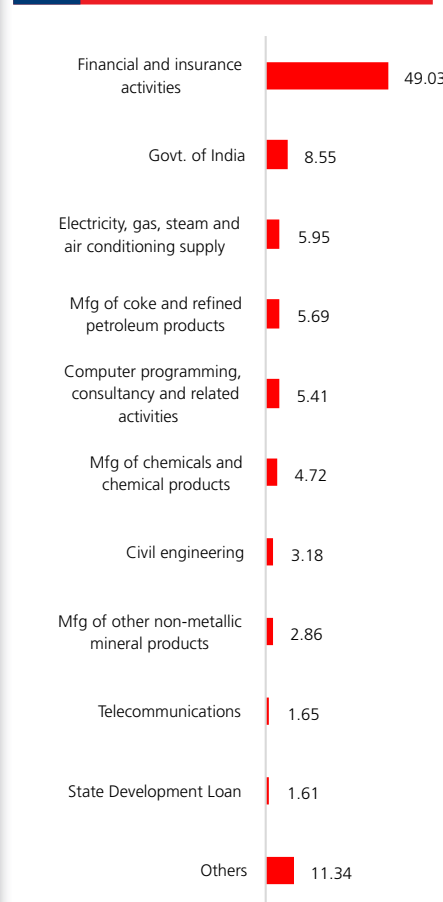 Financial and insurance
activities
49.03
Govt. of India
8.55
Electricity, gas, steam and
air conditioning supply
5.95
Mfg of coke and refined
petroleum products
5.69
Computer programming,
consultancy and related
activities
5.41
Mfg of chemicals and
chemical products
4.72
Civil engineering
3.18
Mfg of other non-metallic
mineral products
2.86
Telecommunications
1.65
State Development Loan
1.61
Others
11.34